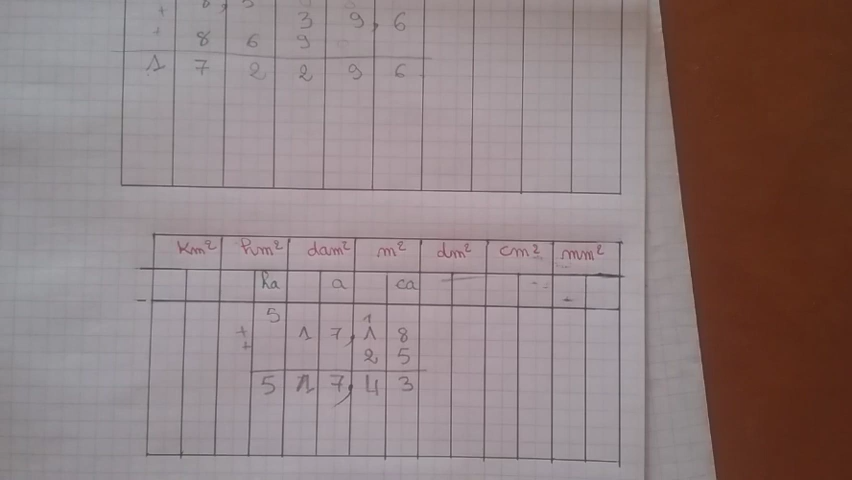 + 3 9,6
+ 8 6 9
1 7 2 2 9 6
km² hm² dam² m² dm² cm² mm²
ha a ca
5 1
+ 1 7,1 8
+ 2 5
5 1 7,4 3